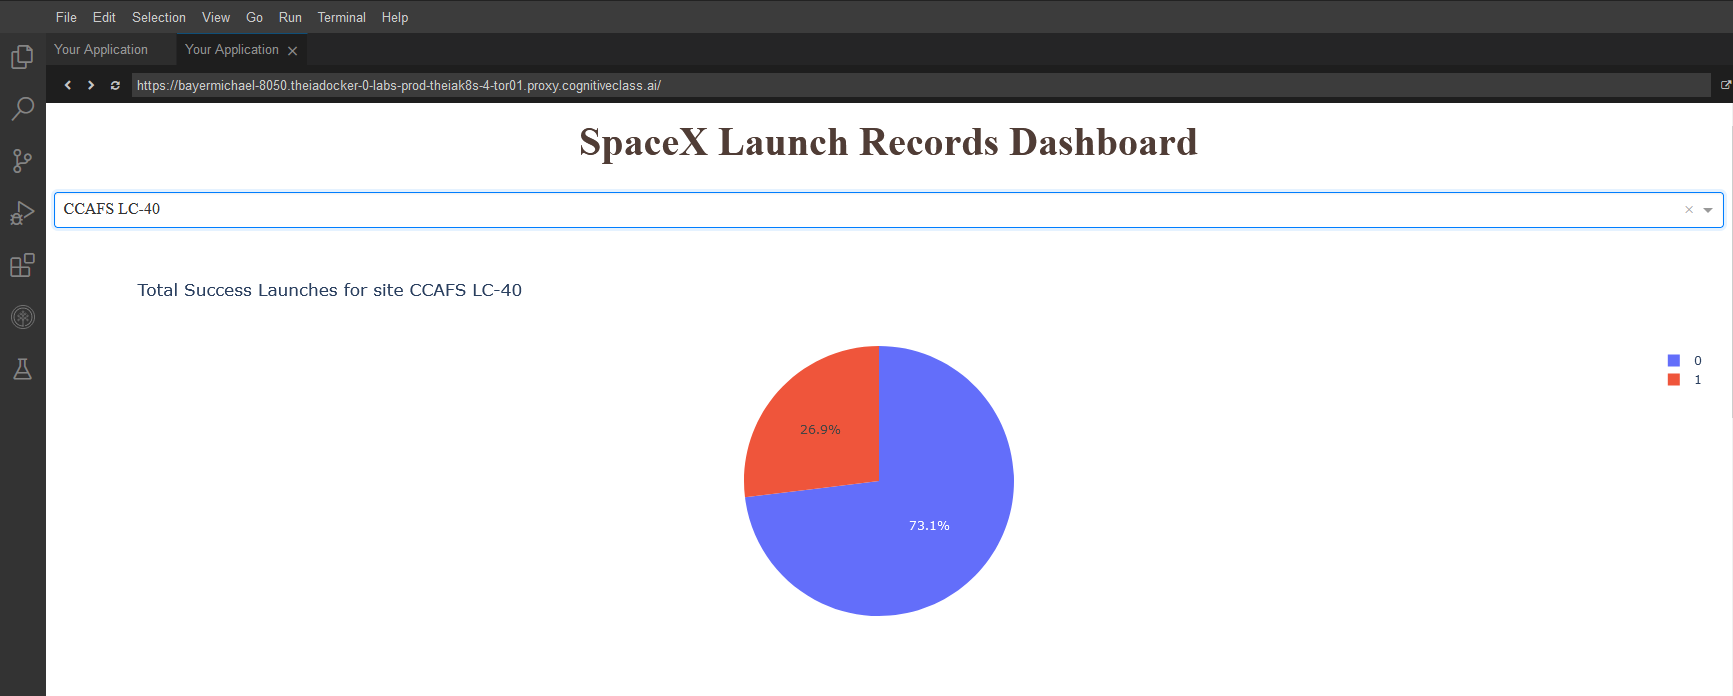 File Edit Selection View Go Run Terminal Help
Your Application Your Application
https://bayermichael-8050.theiadocker-0-labs-prod-theiak8s-4-tor01.proxy.cognitiveclass.ai/
SpaceX Launch Records Dashboard
CCAFS LC-40
Total Success Launches for site CCAFS LC-40
0
1
26.9%
73.1%